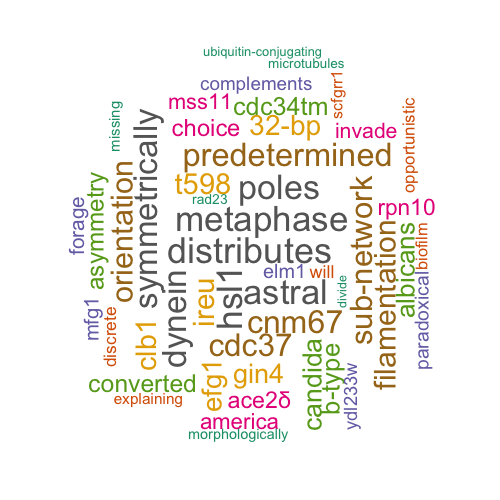 ubiquitin-conjugating
microtubules
complements
scfgrr1
mss11
cdc34tm
missing
choice
32-bp
invade
opportunistic
symmetrically
predetermined
t598
poles
rad23
rpn10
forage
asymmetry
orientation
metaphase
sub-network
filamentation
albicans
biofilm
distributes
elm1
will
paradoxical
mfg1
discrete
clb1
dynein
ireu
hsl1
astral
divide
cnm67
cdc37
converted
explaining
efg1
gin4
candida
b-type
ydl233w
ace2δ
america
morphologically